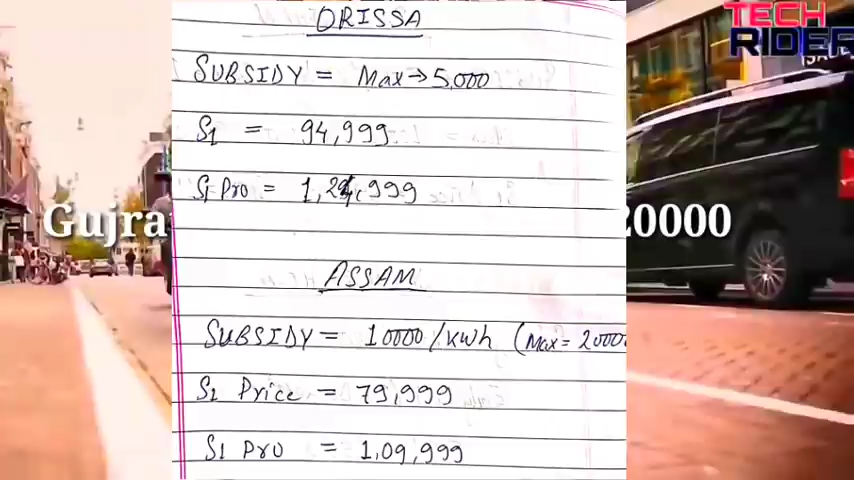 ORISSA
TECH
RIDER
SUBSIDY = Max → 5,000
S1 = 94,999
S1 Pro = 1,24,999
Gujra
20000
ASSAM
SUBSIDY = 10000/kwh (Max = 20000
S1 Price = 79,999
S1 Pro = 1,09,999